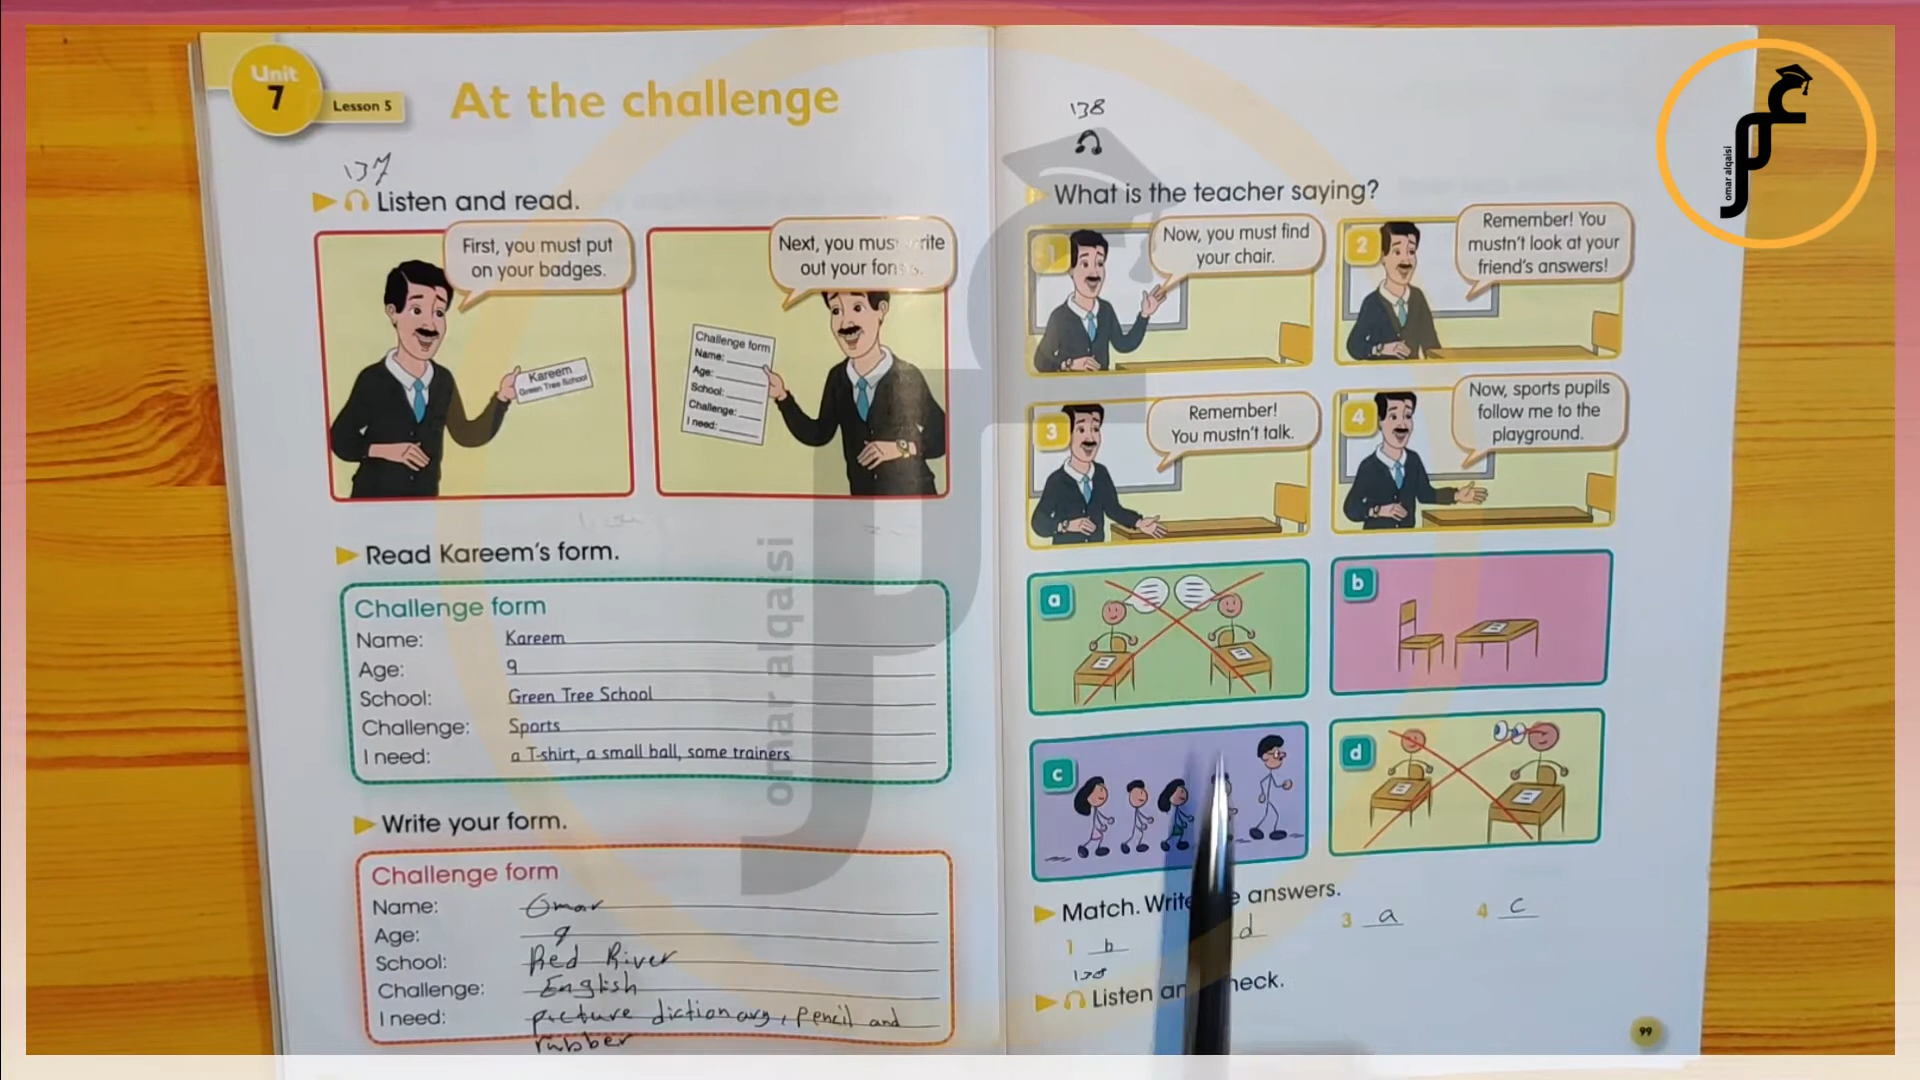 Unit
7
Lesson 5
At the challenge
137
Listen and read.
First, you must put
on your badges.
Kareem
Green Tree School
Next, you must write
out your forms.
Challenge form
Name:
Age:
School:
Challenge:
I need:
Read Kareem's form.
Challenge form
Name: Kareem
Age: 9
School: Green Tree School
Challenge: Sports
I need: a T-shirt, a small ball, some trainers
Write your form.
Challenge form
Name: Omar
Age: 9
School: Red River
Challenge: English
I need: picture dictionary, pencil and
rubber
138
What is the teacher saying?
1
Now, you must find
your chair.
2
Remember! You
mustn't look at your
friend's answers!
3
Remember!
You mustn't talk.
4
Now, sports pupils
follow me to the
playground.
a
b
c
d
Match. Write answers.
1 b d 3 a 4 c
138
Listen and check.
99
omar alqaisi
omar alqaisi